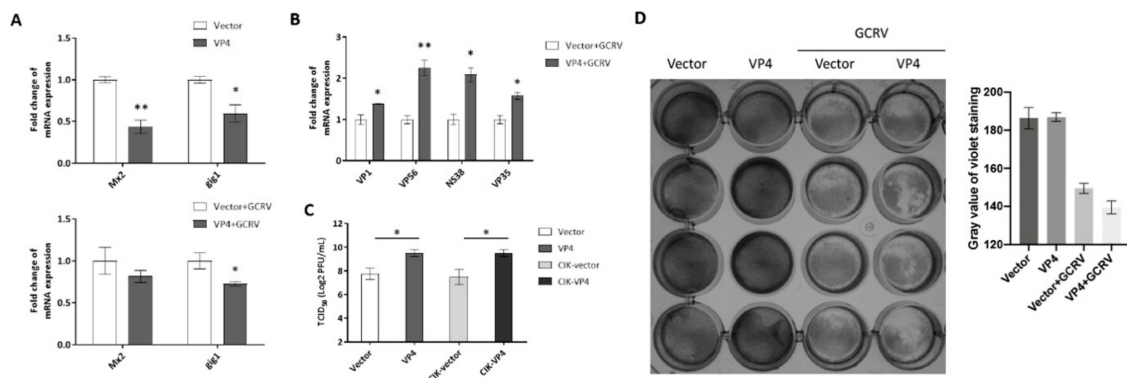 A
Vector
VP4
Fold change of
mRNA expression
1.5
1.0
0.5
0.0
**
*
Mx2
gig1
Vector+GCRV
VP4+GCRV
Fold change of
mRNA expression
1.5
1.0
0.5
0.0
*
Mx2
gig1
B
Vector+GCRV
VP4+GCRV
Fold change of
mRNA expression
3
2
1
0
*
**
*
*
VP1
VP56
NS38
VP35
C
TCID50 (Log2 PFU/mL)
12
10
8
6
4
2
*
*
Vector
VP4
CIK-vector
CIK-VP4
Vector
VP4
CIK-vector
CIK-VP4
D
GCRV
Vector
VP4
Vector
VP4
Gray value of violet staining
200
180
160
140
120
Vector
VP4
Vector+GCRV
VP4+GCRV